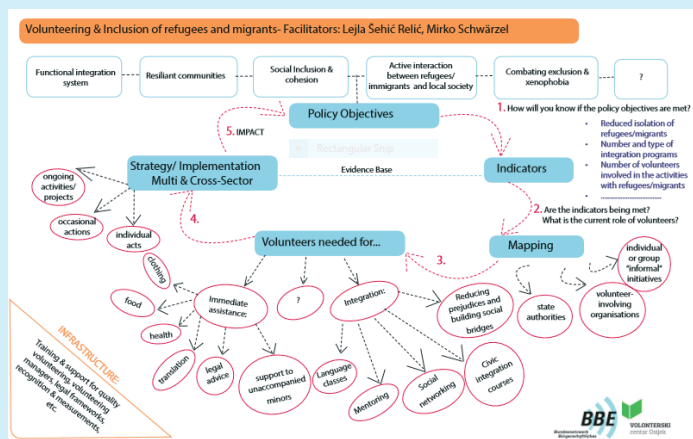 Volunteering & Inclusion of refugees and migrants- Facilitators: Lejla Šehić Relić, Mirko Schwärzel
Functional integration
system
Resiliant communities
Social Inclusion &
cohesion
Active interaction
between refugees/
immigrants and local society
Combating exclusion &
xenophobia
?
Policy Objectives
1. How will you know if the policy objectives are met?
• Reduced isolation of
refugees/migrants
• Number and type of
integration programs
• Number of volunteers
involved in the activities
with refugees/migrants
• ............................
5. IMPACT
Rectangular Snip
Strategy/ Implementation
Multi & Cross-Sector
Evidence Base
Indicators
2. Are the indicators being met?
What is the current role of volunteers?
ongoing
activities/
projects
occasional
actions
individual
acts
4.
Volunteers needed for...
3.
Mapping
individual
or group
"informal"
initiatives
volunteer-
involving
organisations
state
authorities
clothing
food
health
translation
legal
advice
support to
unaccompanied
minors
Immediate
assistance:
?
Integration:
Reducing
prejudices and
building social
bridges
Language
classes
Mentoring
Social
networking
Civic
integration
courses
INFRASTRUCTURE:
Training & support for quality
volunteering, volunteering
managers, legal frameworks,
recognition & measurements,
etc.
BBE
Bundesnetzwerk
Bürgerschaftliches
VOLONTERSKI
centar Osijek